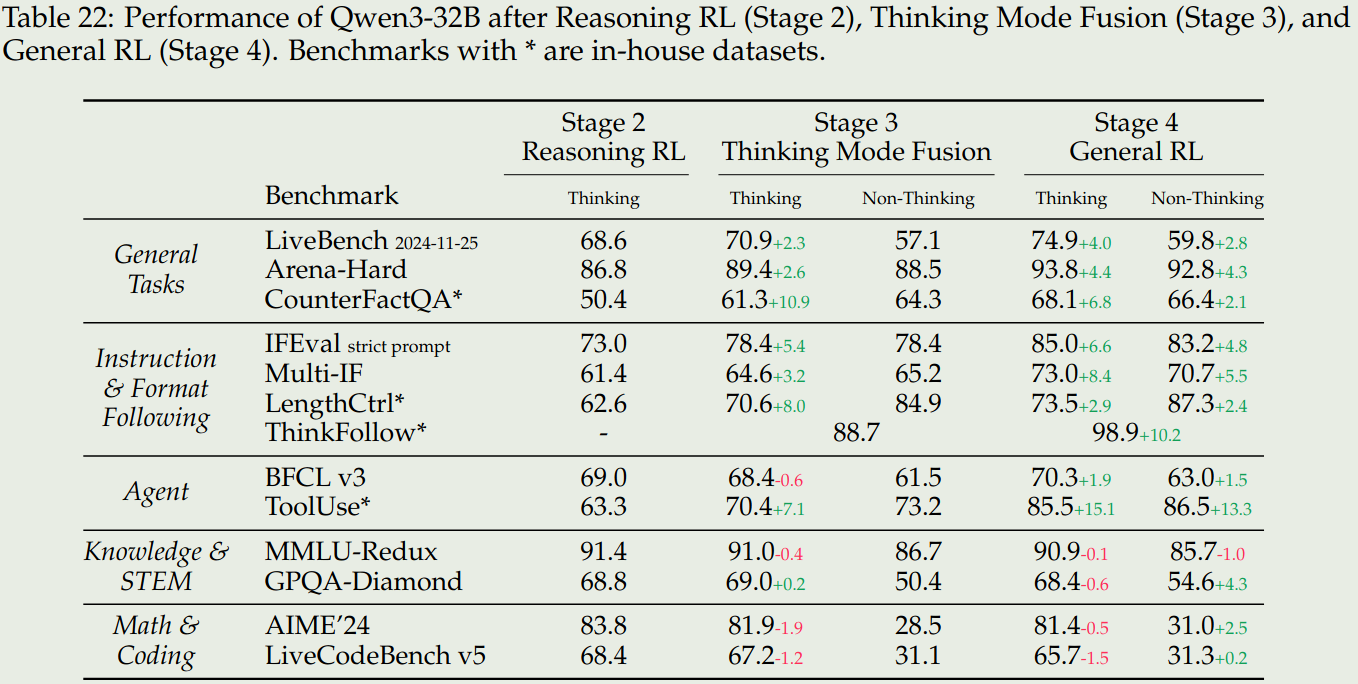 Table 22: Performance of Qwen3-32B after Reasoning RL (Stage 2), Thinking Mode Fusion (Stage 3), and
General RL (Stage 4). Benchmarks with * are in-house datasets.
Stage 2 Stage 3 Stage 4
Reasoning RL Thinking Mode Fusion General RL
Benchmark Thinking Thinking Non-Thinking Thinking Non-Thinking
General Tasks
LiveBench 2024-11-25 68.6 70.9+2.3 57.1 74.9+4.0 59.8+2.8
Arena-Hard 86.8 89.4+2.6 88.5 93.8+4.4 92.8+4.3
CounterFactQA* 50.4 61.3+10.9 64.3 68.1+6.8 66.4+2.1
Instruction & Format Following
IFEval strict prompt 73.0 78.4+5.4 78.4 85.0+6.6 83.2+4.8
Multi-IF 61.4 64.6+3.2 65.2 73.0+8.4 70.7+5.5
LengthCtrl* 62.6 70.6+8.0 84.9 73.5+2.9 87.3+2.4
ThinkFollow* - 88.7 98.9+10.2
Agent
BFCL v3 69.0 68.4-0.6 61.5 70.3+1.9 63.0+1.5
ToolUse* 63.3 70.4+7.1 73.2 85.5+15.1 86.5+13.3
Knowledge & STEM
MMLU-Redux 91.4 91.0-0.4 86.7 90.9-0.1 85.7-1.0
GPQA-Diamond 68.8 69.0+0.2 50.4 68.4-0.6 54.6+4.3
Math & Coding
AIME'24 83.8 81.9-1.9 28.5 81.4-0.5 31.0+2.5
LiveCodeBench v5 68.4 67.2-1.2 31.1 65.7-1.5 31.3+0.2